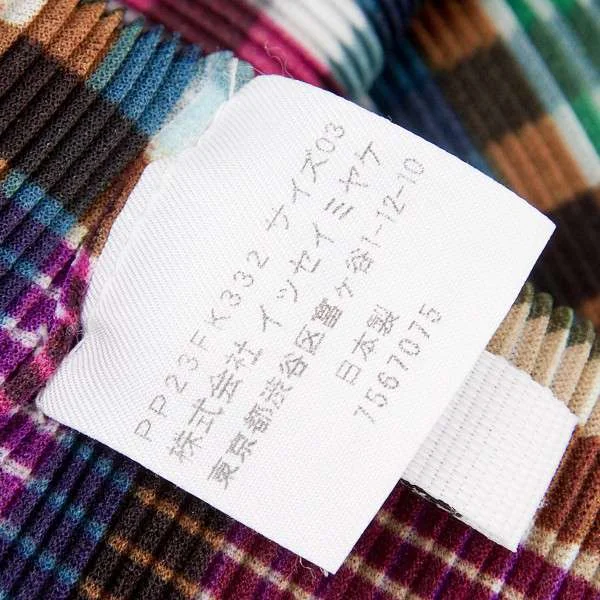 PP23FK332 サイズ03
株式会社 イッセイミヤケ
東京都渋谷区富ヶ谷1-12-10
日本製
7567075